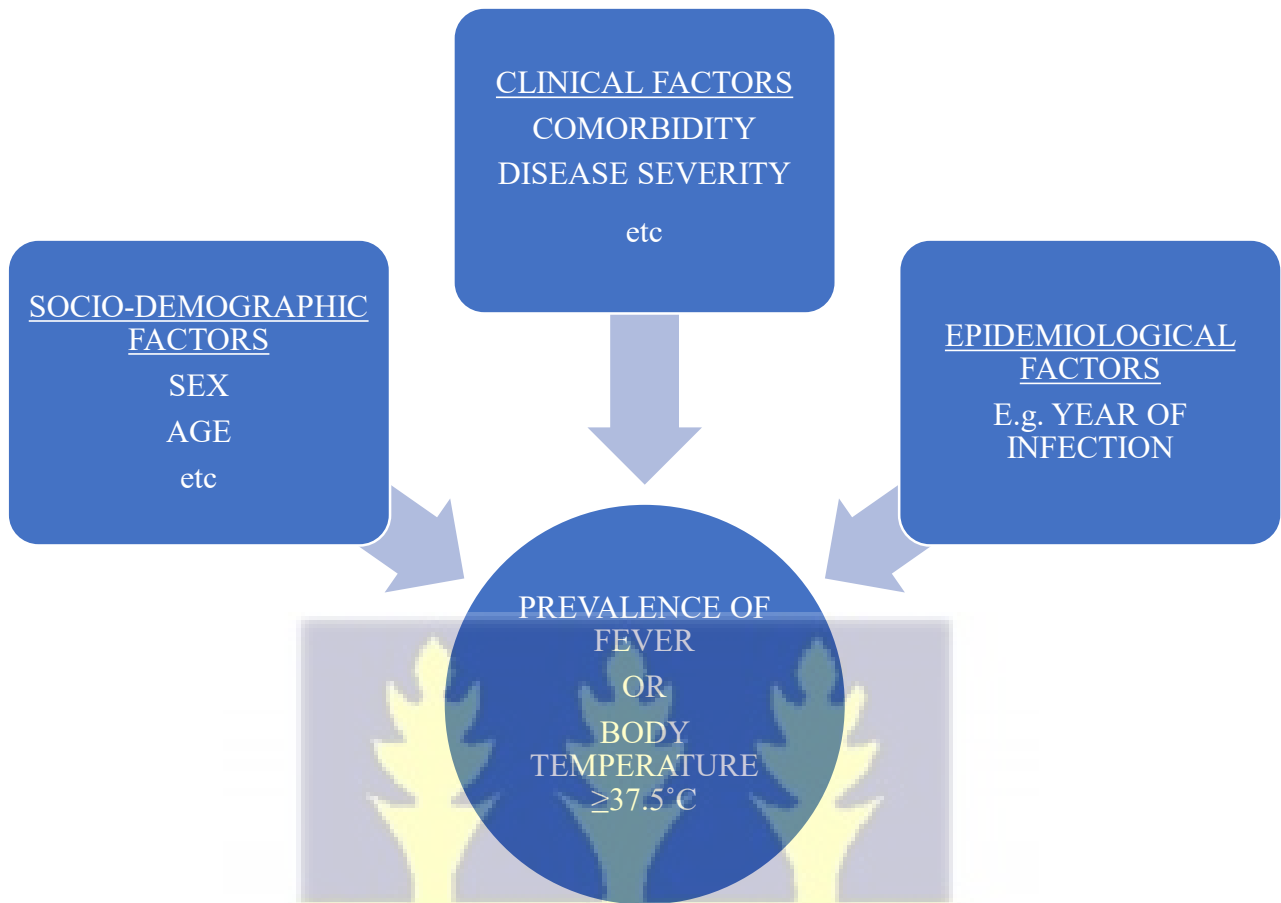 CLINICAL FACTORS
COMORBIDITY
DISEASE SEVERITY
etc
SOCIO-DEMOGRAPHIC
FACTORS
SEX
AGE
etc
EPIDEMIOLOGICAL
FACTORS
E.g. YEAR OF
INFECTION
PREVALENCE OF
FEVER
OR
BODY
TEMPERATURE
≥37.5˚C